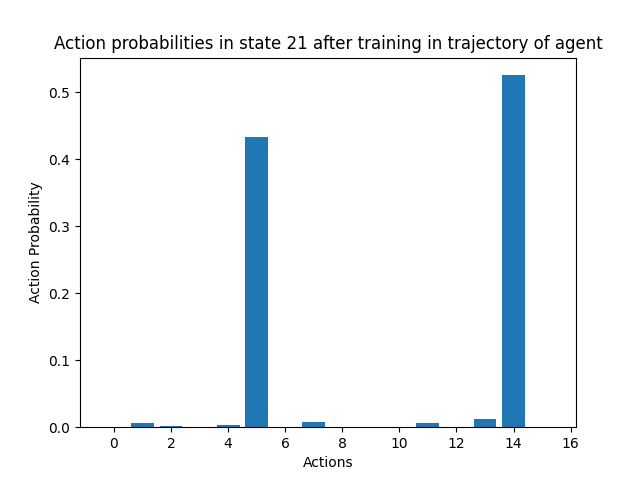 Action probabilities in state 21 after training in trajectory of agent
0.5
0.4
0.3
0.2
0.1
0.0
Action Probability
0 2 4 6 8 10 12 14 16
Actions